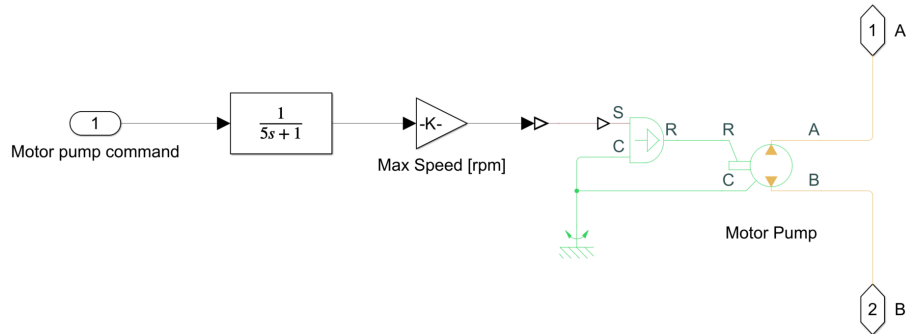 1
A
S
1
5s + 1
-K-
R
R
A
1
C
Motor pump command
Max Speed [rpm]
C
B
Motor Pump
2
B